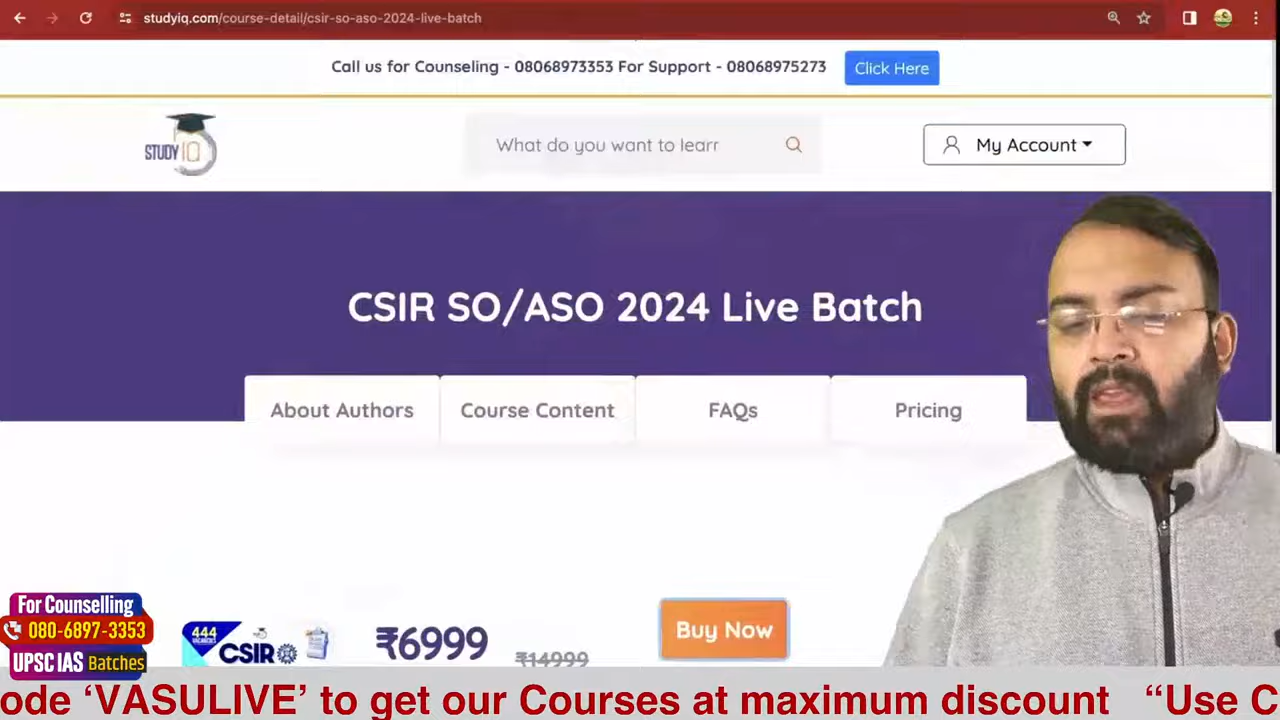 studyiq.com/course-detail/csir-so-aso-2024-live-batch
Call us for Counseling - 08068973353 For Support - 08068975273
Click Here
STUDY IQ
What do you want to learr
My Account
CSIR SO/ASO 2024 Live Batch
About Authors
Course Content
FAQs
Pricing
For Counselling
080-6897-3353
UPSC IAS Batches
444
VACANCIES
CSIR
₹6999
₹14999
Buy Now
ode ‘VASULIVE’ to get our Courses at maximum discount “Use C